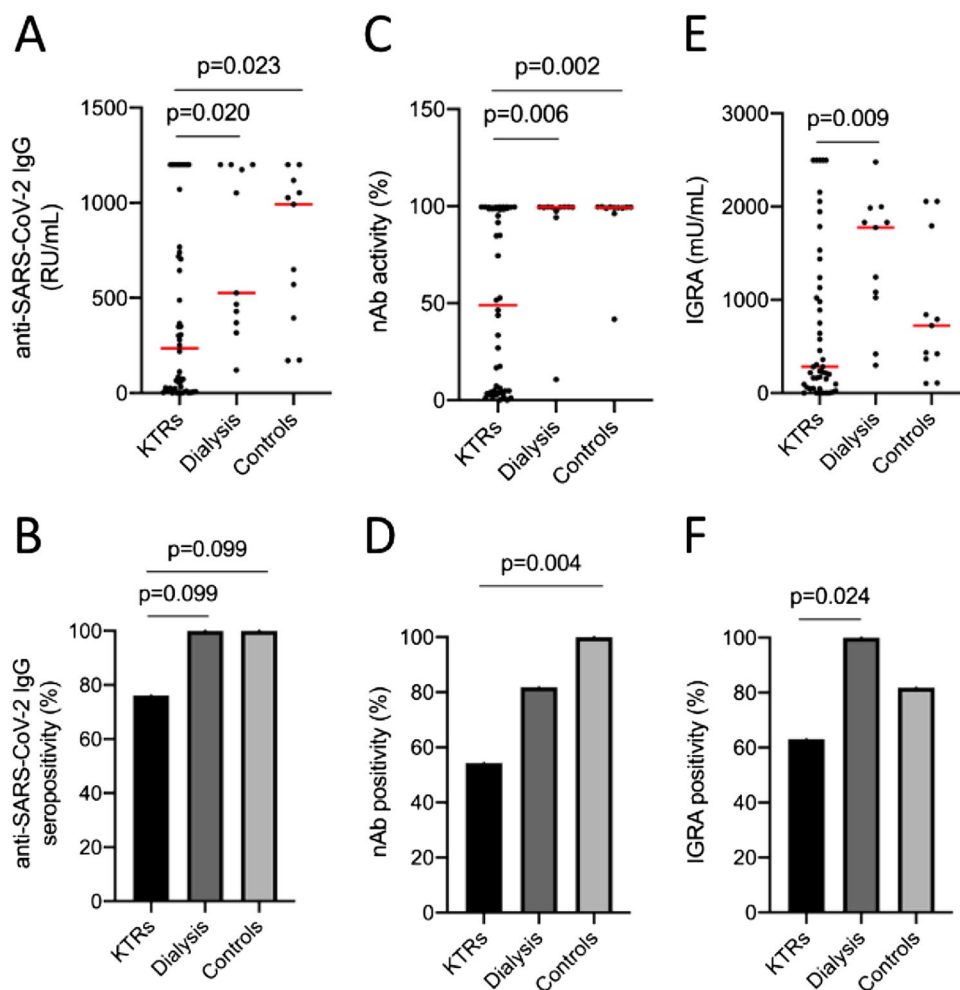 A
p=0.023
p=0.020
anti-SARS-CoV-2 IgG
(RU/mL)
1500
1000
500
0
KTRs
Dialysis
Controls
C
p=0.002
p=0.006
nAb activity (%)
150
100
50
0
KTRs
Dialysis
Controls
E
p=0.009
IGRA (mU/mL)
3000
2000
1000
0
KTRs
Dialysis
Controls
B
p=0.099
p=0.099
anti-SARS-CoV-2 IgG
seropositivity (%)
100
80
60
40
20
0
KTRs
Dialysis
Controls
D
p=0.004
nAb positivity (%)
100
80
60
40
20
0
KTRs
Dialysis
Controls
F
p=0.024
IGRA positivity (%)
100
80
60
40
20
0
KTRs
Dialysis
Controls